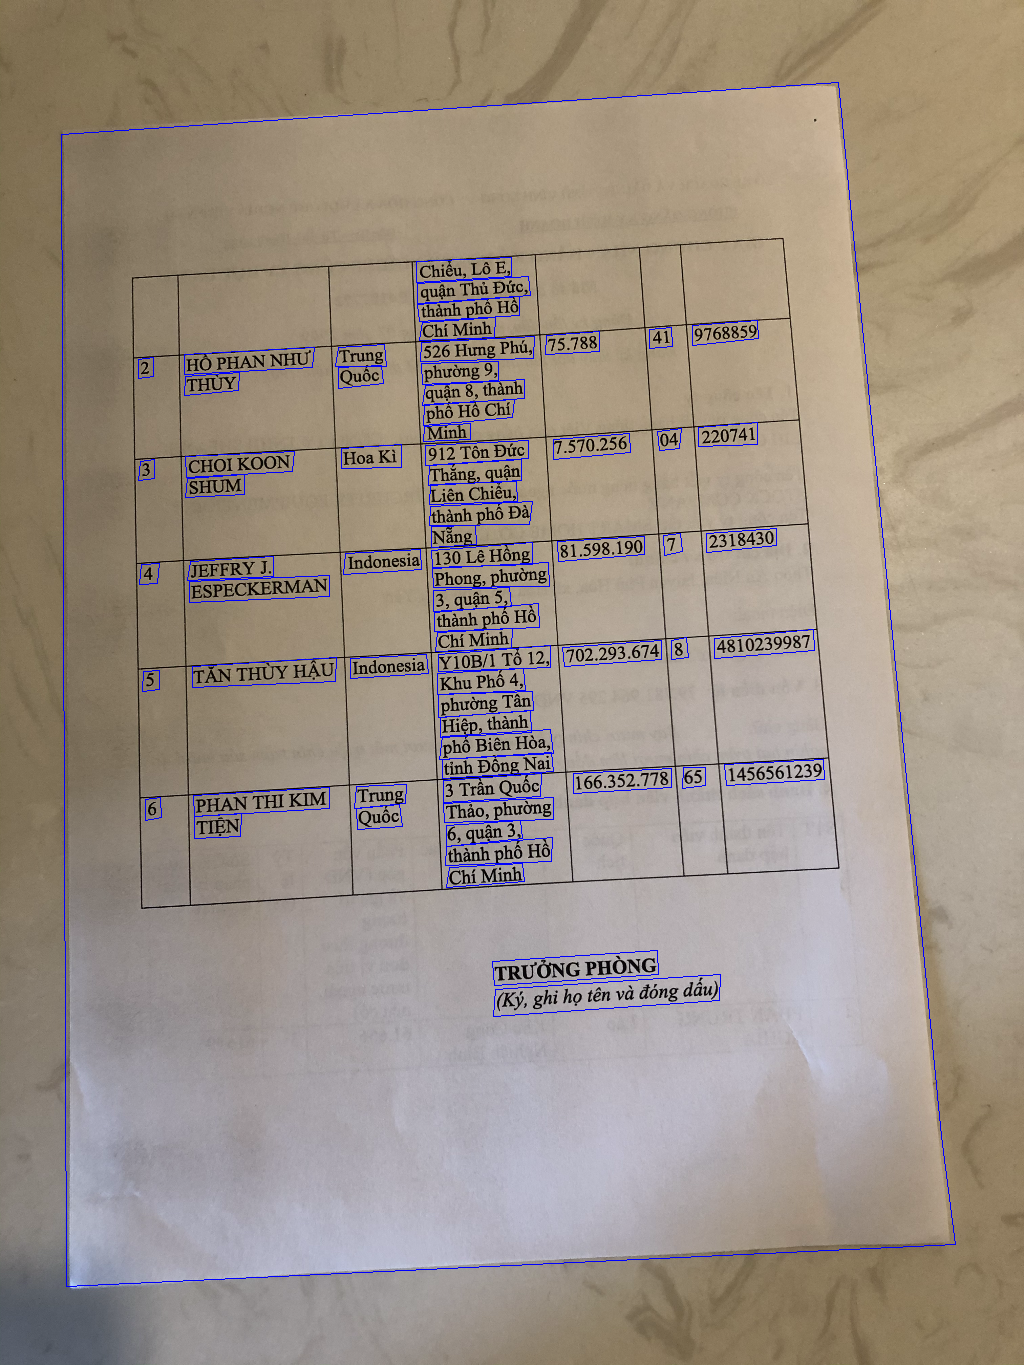 Chiếu, Lô E,
quận Thủ Đức,
thành phố Hồ
Chí Minh
2
HỒ PHAN NHƯ
THÙY
Trung
Quốc
526 Hưng Phú,
phường 9,
quận 8, thành
phố Hồ Chí
Minh
75.788
41
9768859
3
CHOI KOON
SHUM
Hoa Kì
912 Tôn Đức
Thắng, quận
Liên Chiểu,
thành phố Đà
Nẵng
7.570.256
04
220741
4
JEFFRY J.
ESPECKERMAN
Indonesia
130 Lê Hồng
Phong, phường
3, quận 5,
thành phố Hồ
Chí Minh
81.598.190
7
2318430
5
TẤN THÙY HẬU
Indonesia
Y10B/1 Tổ 12,
Khu Phố 4,
phường Tân
Hiệp, thành
phố Biên Hòa,
tỉnh Đồng Nai
702.293.674
8
4810239987
6
PHAN THI KIM
TIỆN
Trung
Quốc
3 Trần Quốc
Thảo, phường
6, quận 3,
thành phố Hồ
Chí Minh
166.352.778
65
1456561239
TRƯỞNG PHÒNG
(Ký, ghi họ tên và đóng dấu)